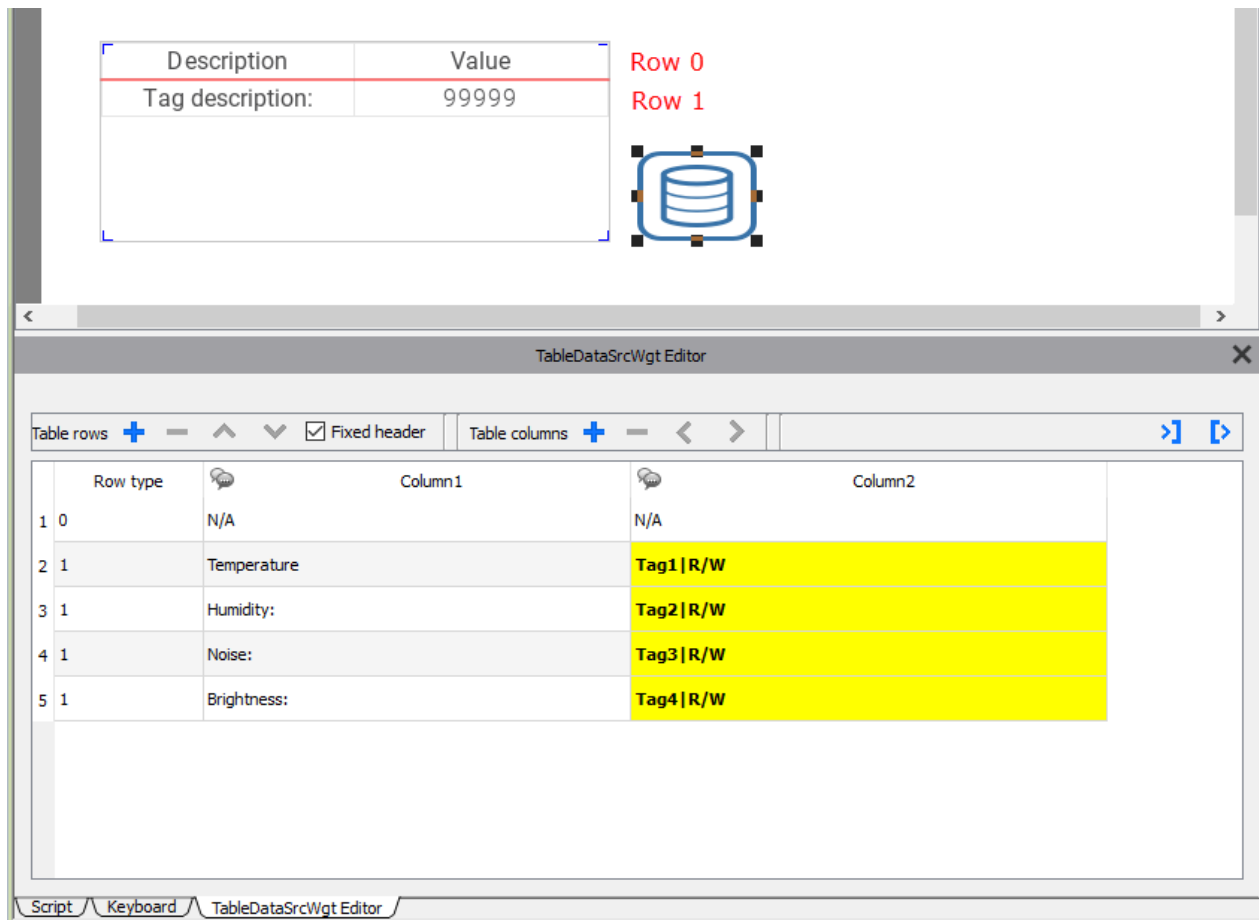 Description Value Row 0
Tag description: 99999 Row 1
TableDataSrcWgt Editor
Table rows Fixed header Table columns
Row type Column1 Column2
1 0 N/A N/A
2 1 Temperature Tag1|R/W
3 1 Humidity: Tag2|R/W
4 1 Noise: Tag3|R/W
5 1 Brightness: Tag4|R/W
Script Keyboard TableDataSrcWgt Editor